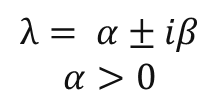 λ = α ± iβ
α > 0